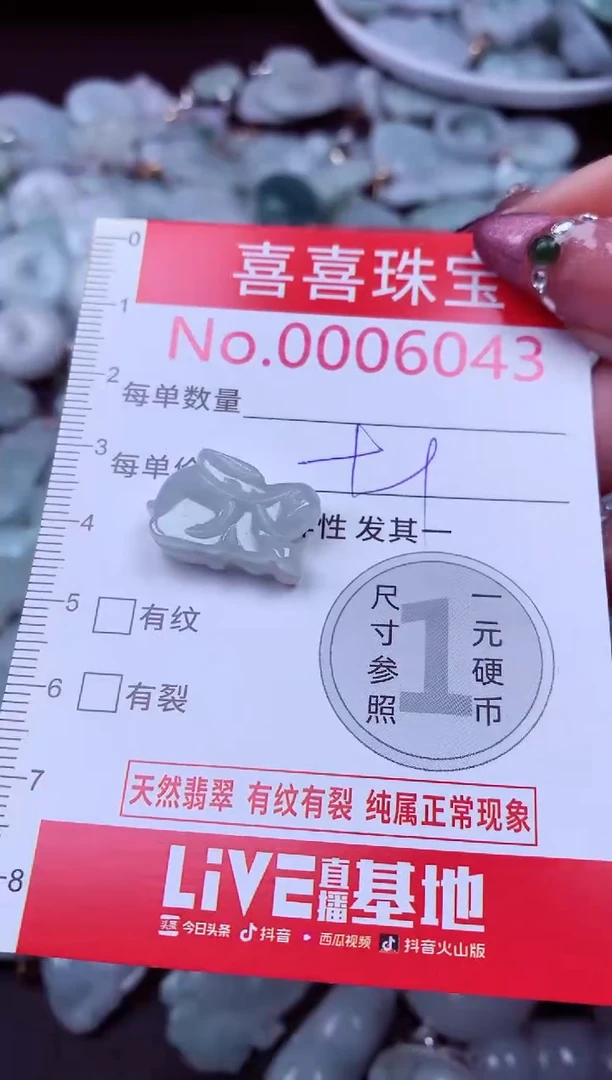 喜喜珠宝
No.0006043
每单数量
每单
性 发其一
有纹
有裂
尺寸参照
1
一元硬币
天然翡翠 有纹有裂 纯属正常现象
LiVE直播基地
头条 今日头条 抖音 西瓜视频 抖音火山版
0
1
2
3
4
5
6
7
8